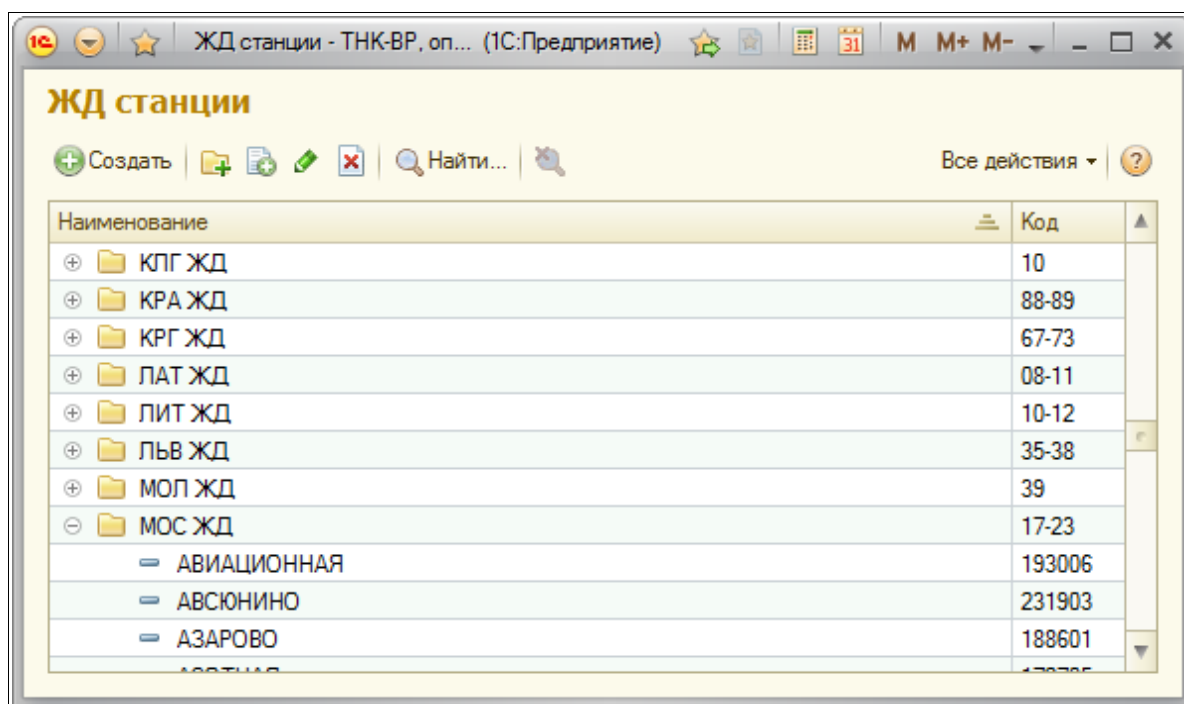 1С ЖД станции - ТНК-ВР, оп... (1С:Предприятие) 31 M M+ M-
ЖД станции
Создать Найти... Все действия ?
Наименование Код
КЛГ ЖД 10
КРА ЖД 88-89
КРГ ЖД 67-73
ЛАТ ЖД 08-11
ЛИТ ЖД 10-12
ЛЬВ ЖД 35-38
МОЛ ЖД 39
МОС ЖД 17-23
АВИАЦИОННАЯ 193006
АВСЮНИНО 231903
АЗАРОВО 188601